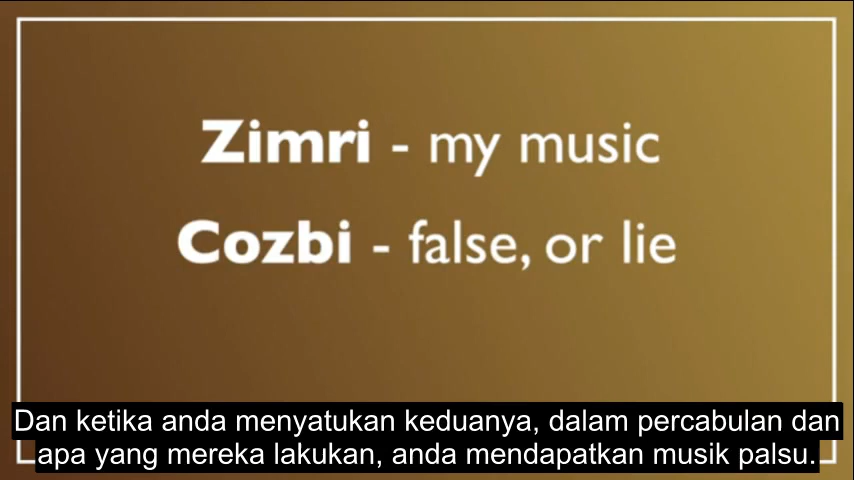 Zimri - my music
Cozbi - false, or lie
Dan ketika anda menyatukan keduanya, dalam percabulan dan
apa yang mereka lakukan, anda mendapatkan musik palsu.